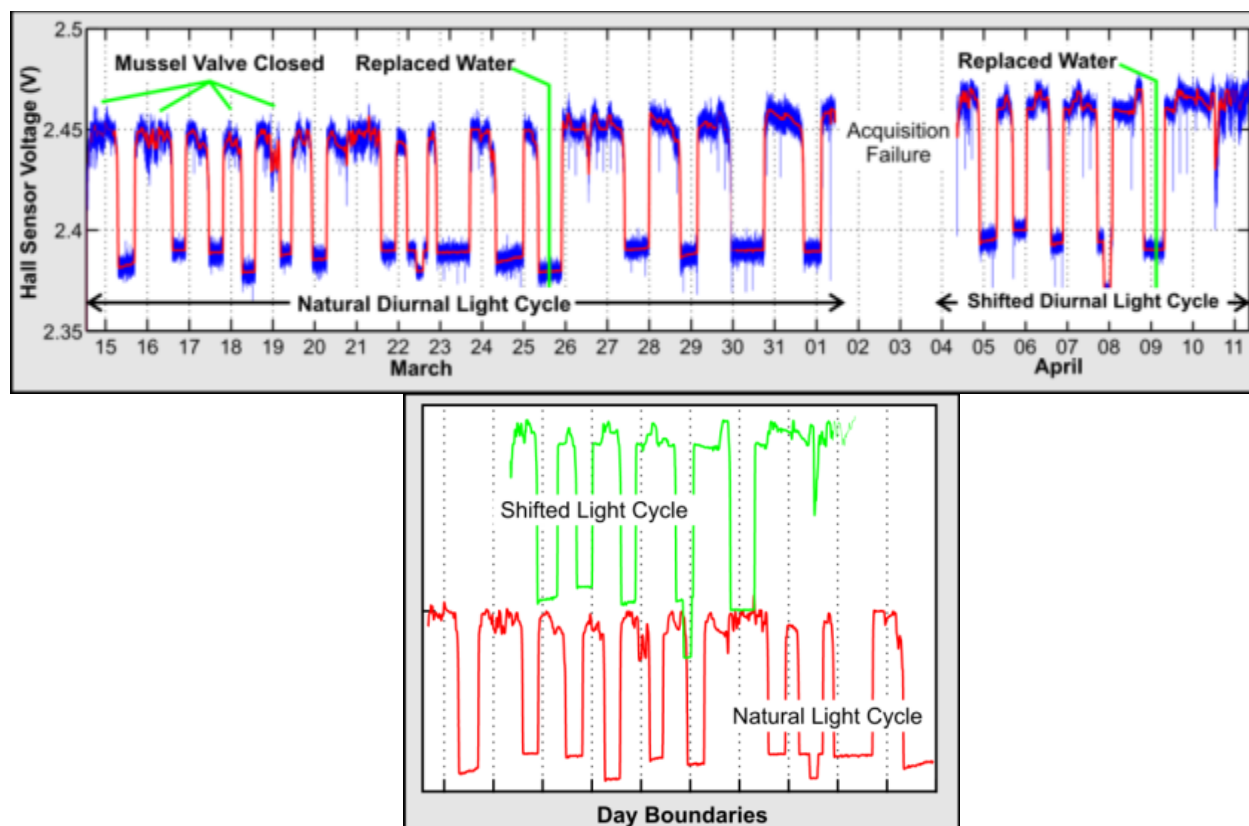 2.5
Mussel Valve Closed
Replaced Water
Replaced Water
2.45
Acquisition
Failure
Hall Sensor Voltage (V)
2.4
Natural Diurnal Light Cycle
Shifted Diurnal Light Cycle
2.35
15 16 17 18 19 20 21 22 23 24 25 26 27 28 29 30 31 01 02 03 04 05 06 07 08 09 10 11
March
April
Shifted Light Cycle
Natural Light Cycle
Day Boundaries